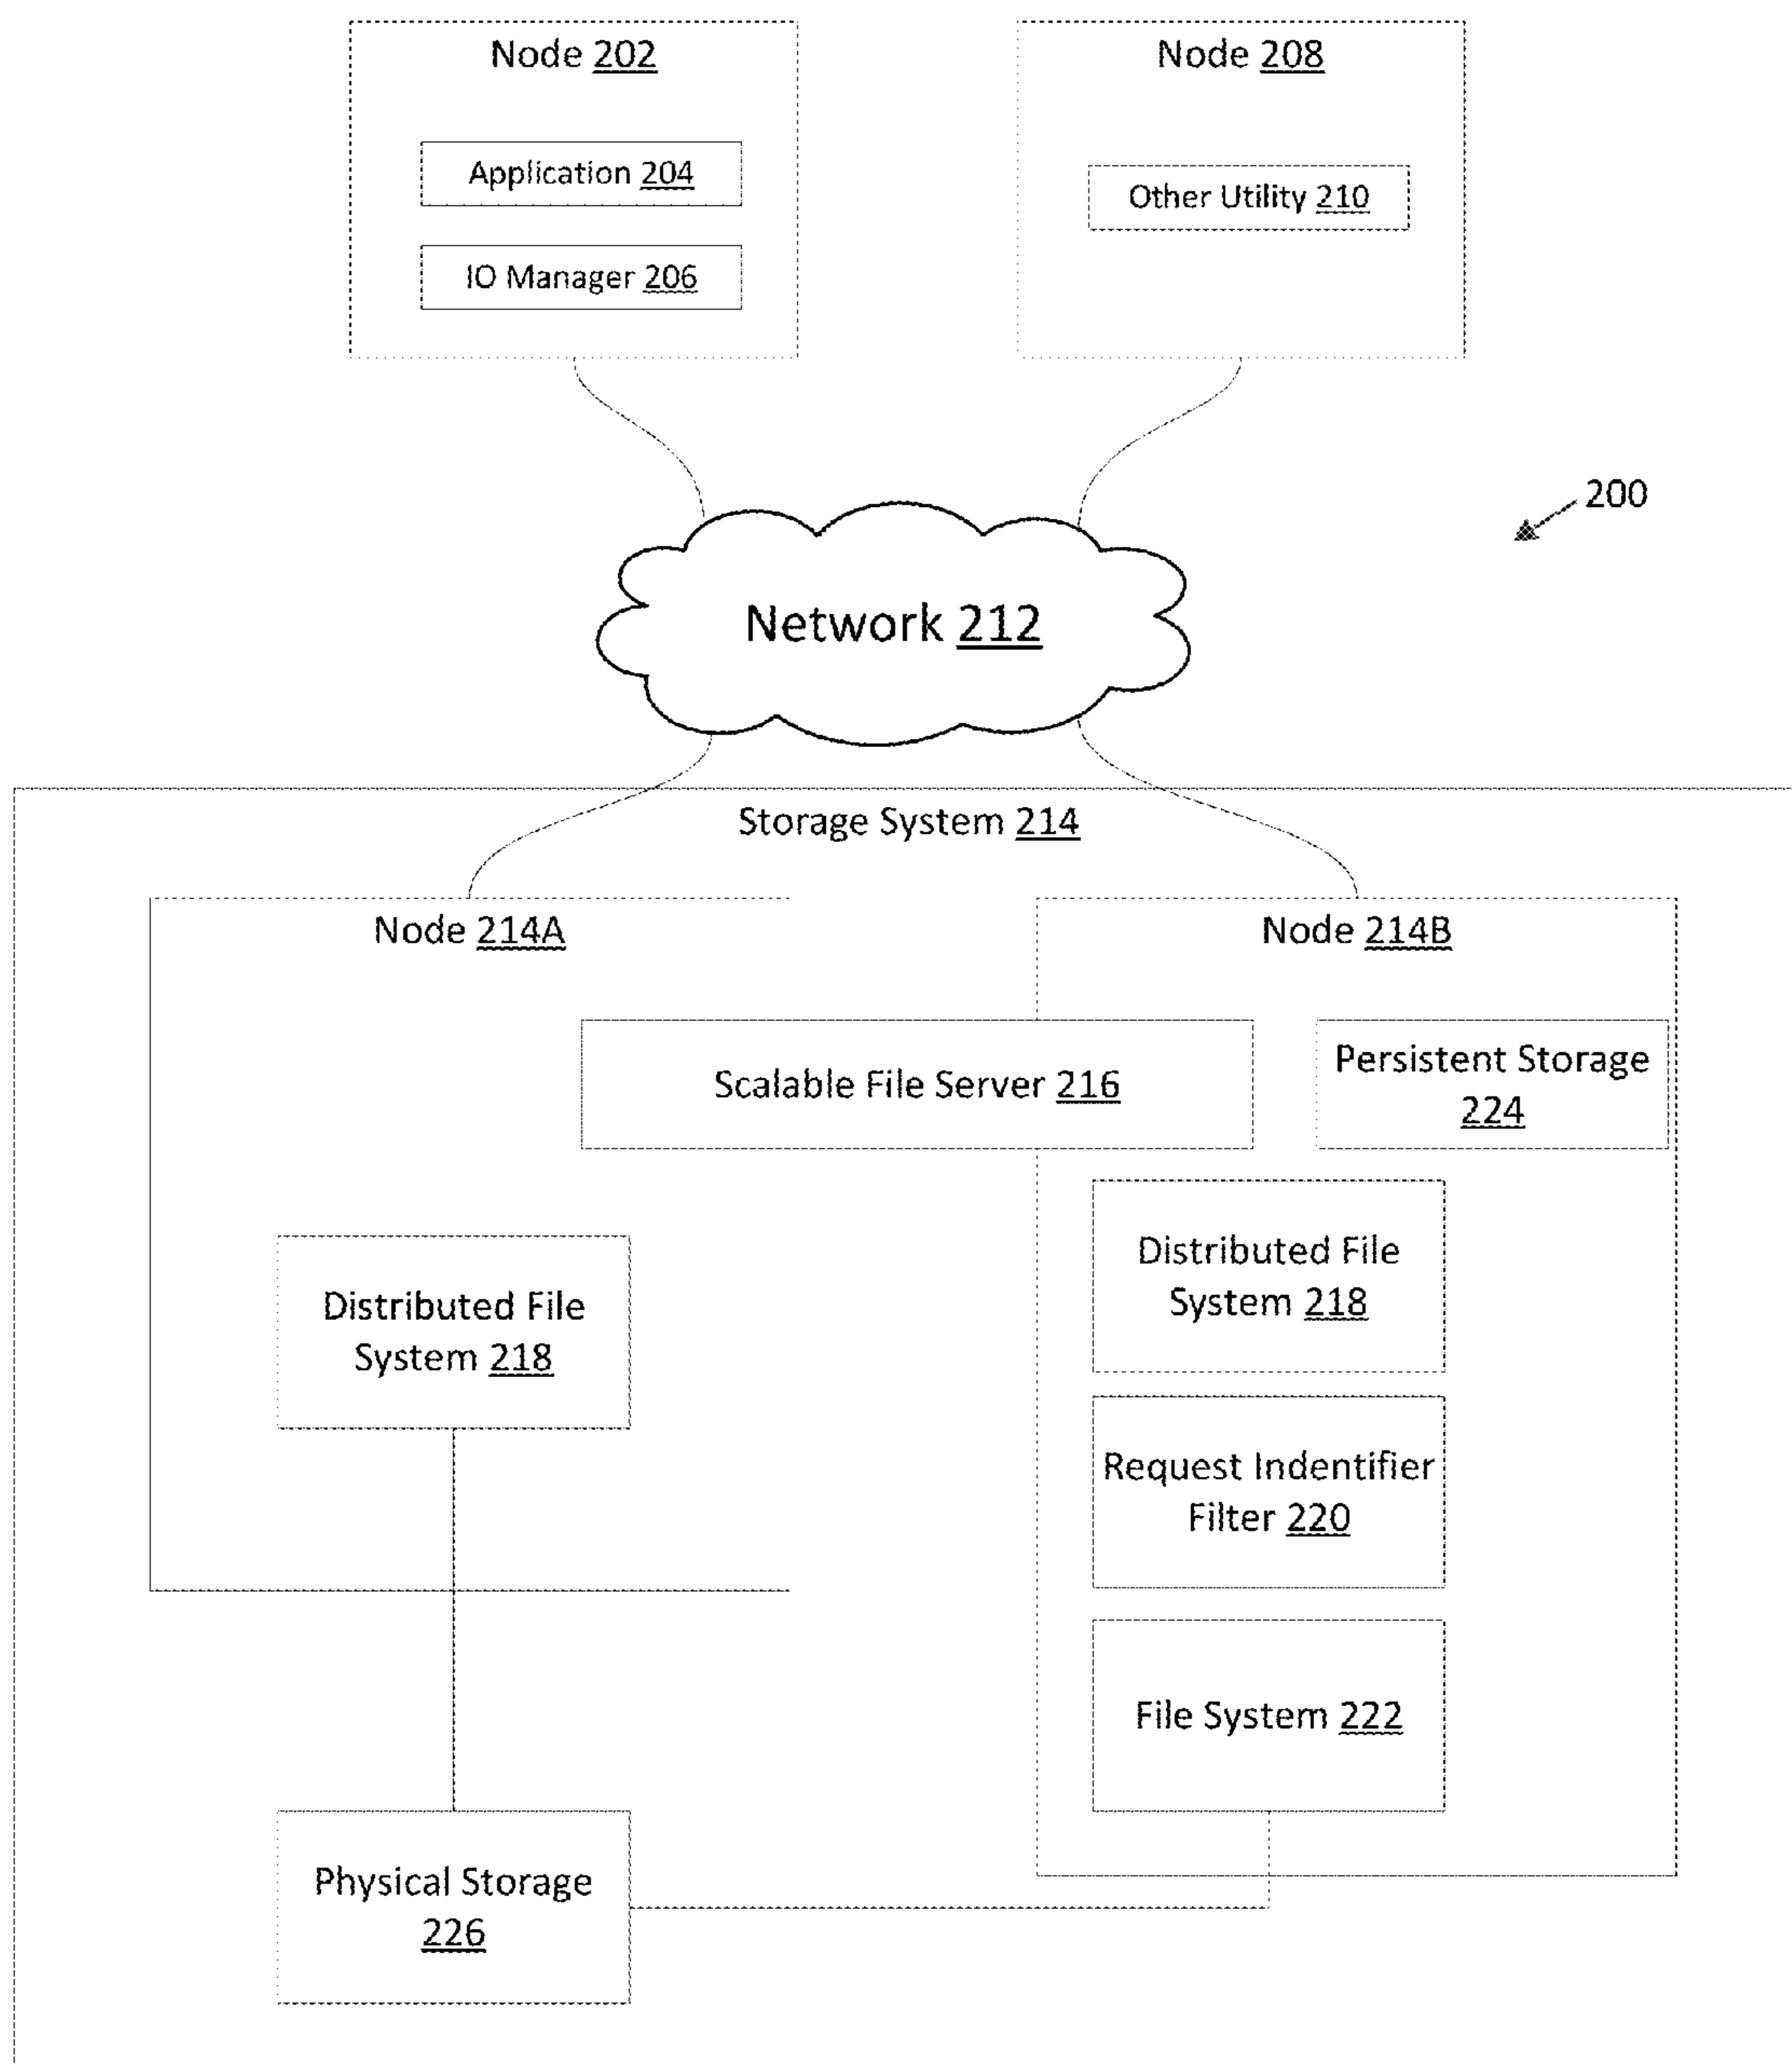 Node 202
Node 208
Application 204
Other Utility 210
IO Manager 206
200
Network 212
Storage System 214
Node 214A
Node 214B
Scalable File Server 216
Persistent Storage
224
Distributed File
System 218
Distributed File
System 218
Request Indentifier
Filter 220
File System 222
Physical Storage
226